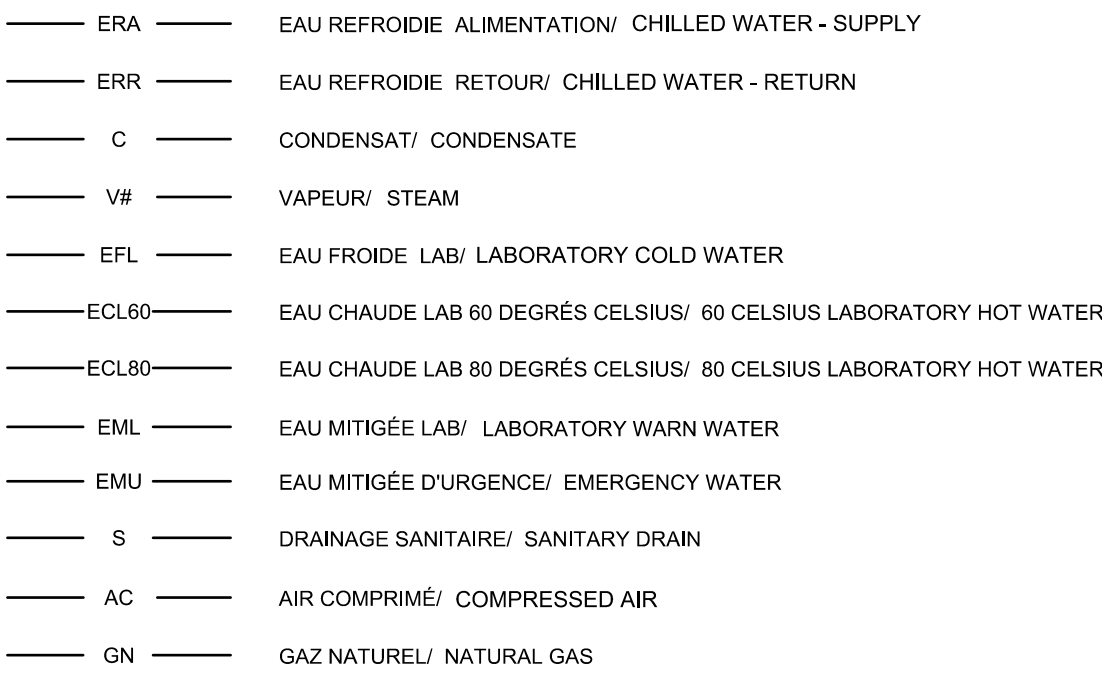 ERA EAU REFROIDIE ALIMENTATION/ CHILLED WATER - SUPPLY
ERR EAU REFROIDIE RETOUR/ CHILLED WATER - RETURN
C CONDENSAT/ CONDENSATE
V# VAPEUR/ STEAM
EFL EAU FROIDE LAB/ LABORATORY COLD WATER
ECL60 EAU CHAUDE LAB 60 DEGRÉS CELSIUS/ 60 CELSIUS LABORATORY HOT WATER
ECL80 EAU CHAUDE LAB 80 DEGRÉS CELSIUS/ 80 CELSIUS LABORATORY HOT WATER
EML EAU MITIGÉE LAB/ LABORATORY WARN WATER
EMU EAU MITIGÉE D'URGENCE/ EMERGENCY WATER
S DRAINAGE SANITAIRE/ SANITARY DRAIN
AC AIR COMPRIMÉ/ COMPRESSED AIR
GN GAZ NATUREL/ NATURAL GAS